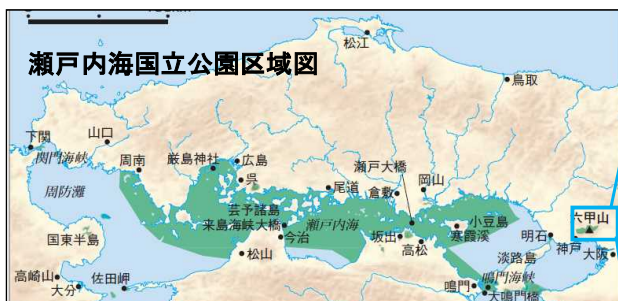 瀬戸内海国立公園区域図
松江
鳥取
下関
山口
関門海峡
周南
厳島神社
広島
呉
瀬戸大橋
岡山
尾道
倉敷
周防灘
芸予諸島
来島海峡大橋
瀬戸内海
今治
坂出
高松
小豆島
寒霞渓
六甲山
明石
神戸
大阪
淡路島
国東半島
松山
高崎山
大分
佐田岬
鳴門海峡
鳴門
大鳴門橋